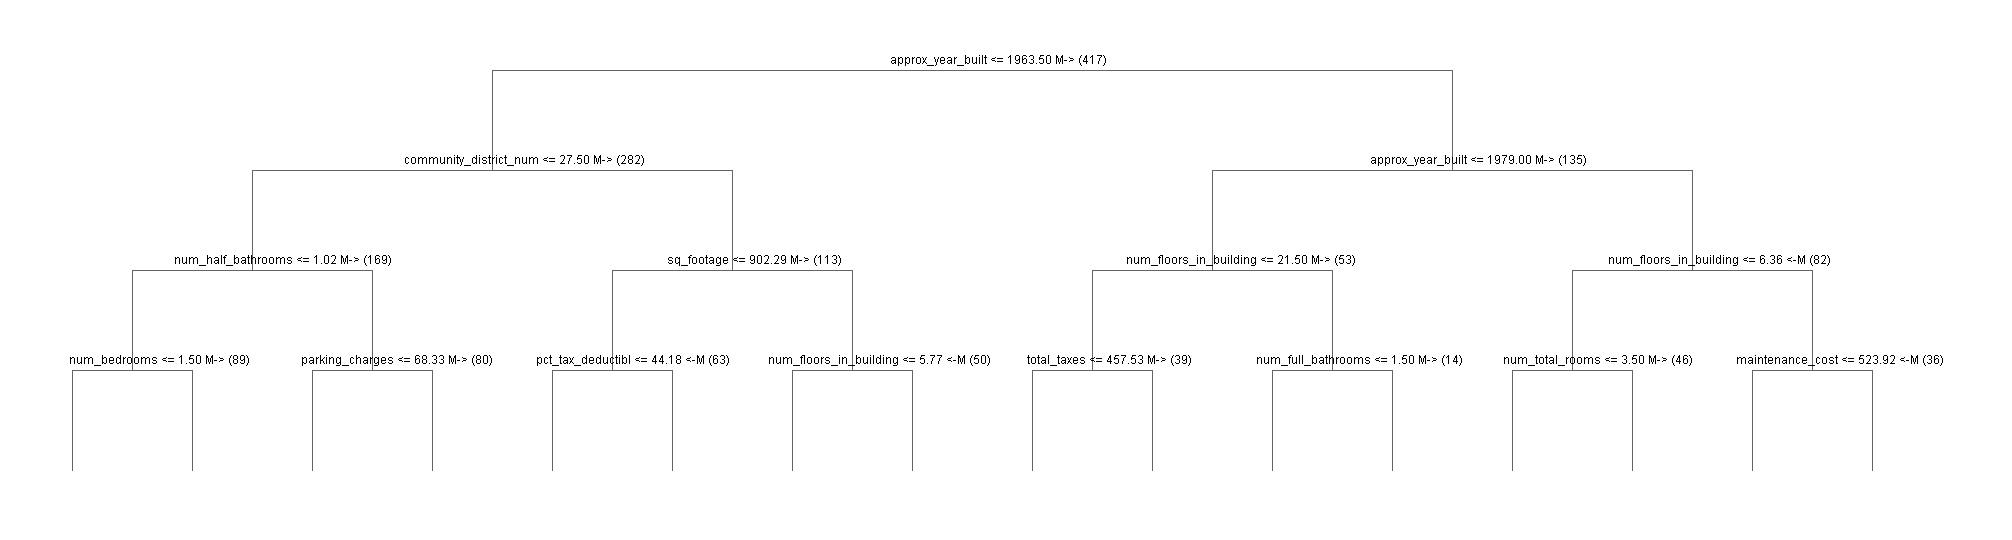 approx_year_built <= 1963.50 M-> (417)
community_district_num <= 27.50 M-> (282)
approx_year_built <= 1979.00 M-> (135)
num_half_bathrooms <= 1.02 M-> (169)
sq_footage <= 902.29 M-> (113)
num_floors_in_building <= 21.50 M-> (53)
num_floors_in_building <= 6.36 <-M (82)
num_bedrooms <= 1.50 M-> (89)
parking_charges <= 68.33 M-> (80)
pct_tax_deductibl <= 44.18 <-M (63)
num_floors_in_building <= 5.77 <-M (50)
total_taxes <= 457.53 M-> (39)
num_full_bathrooms <= 1.50 M-> (14)
num_total_rooms <= 3.50 M-> (46)
maintenance_cost <= 523.92 <-M (36)